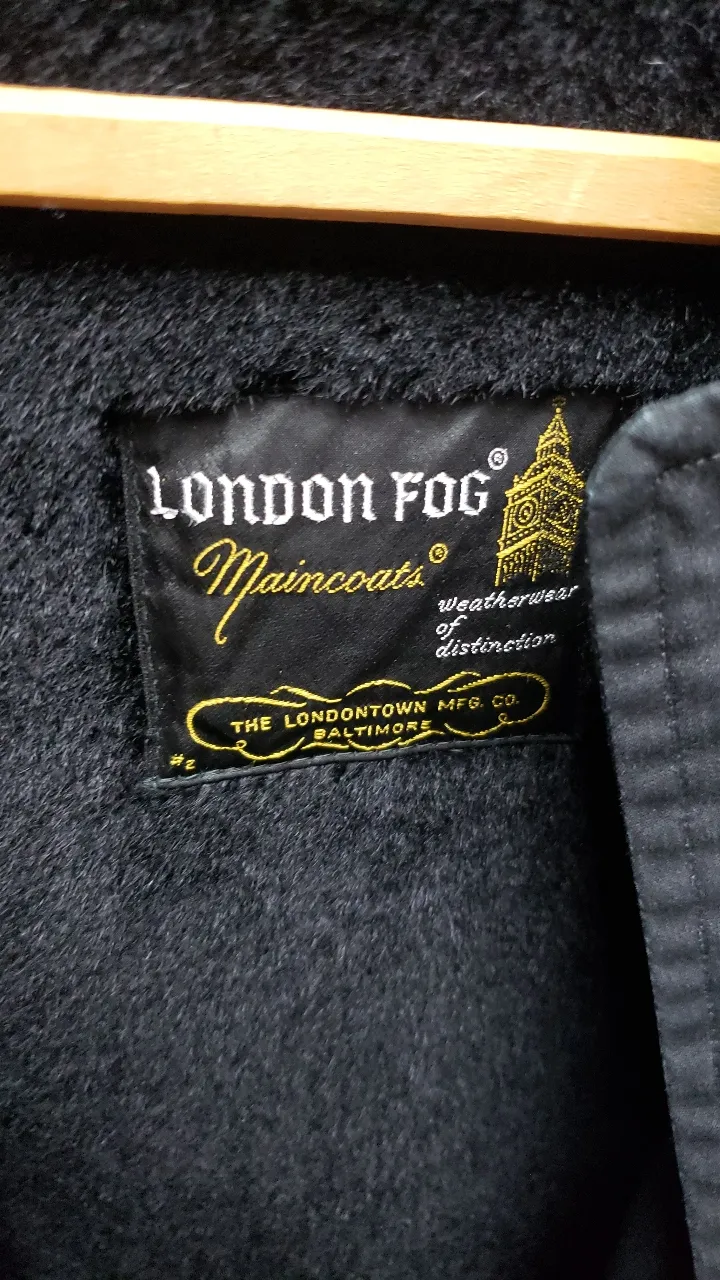 LONDON FOG®
Maincoats®
weatherwear
of
distinction
THE LONDONTOWN MFG. CO.
BALTIMORE
#2